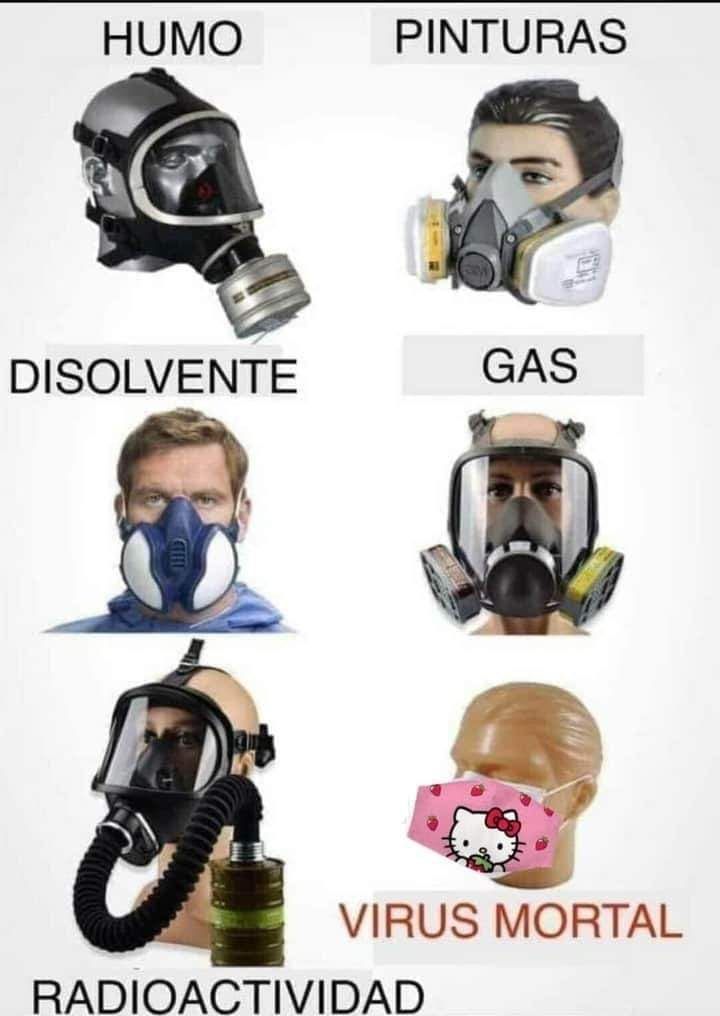 HUMO
PINTURAS
DISOLVENTE
GAS
VIRUS MORTAL
RADIOACTIVIDAD